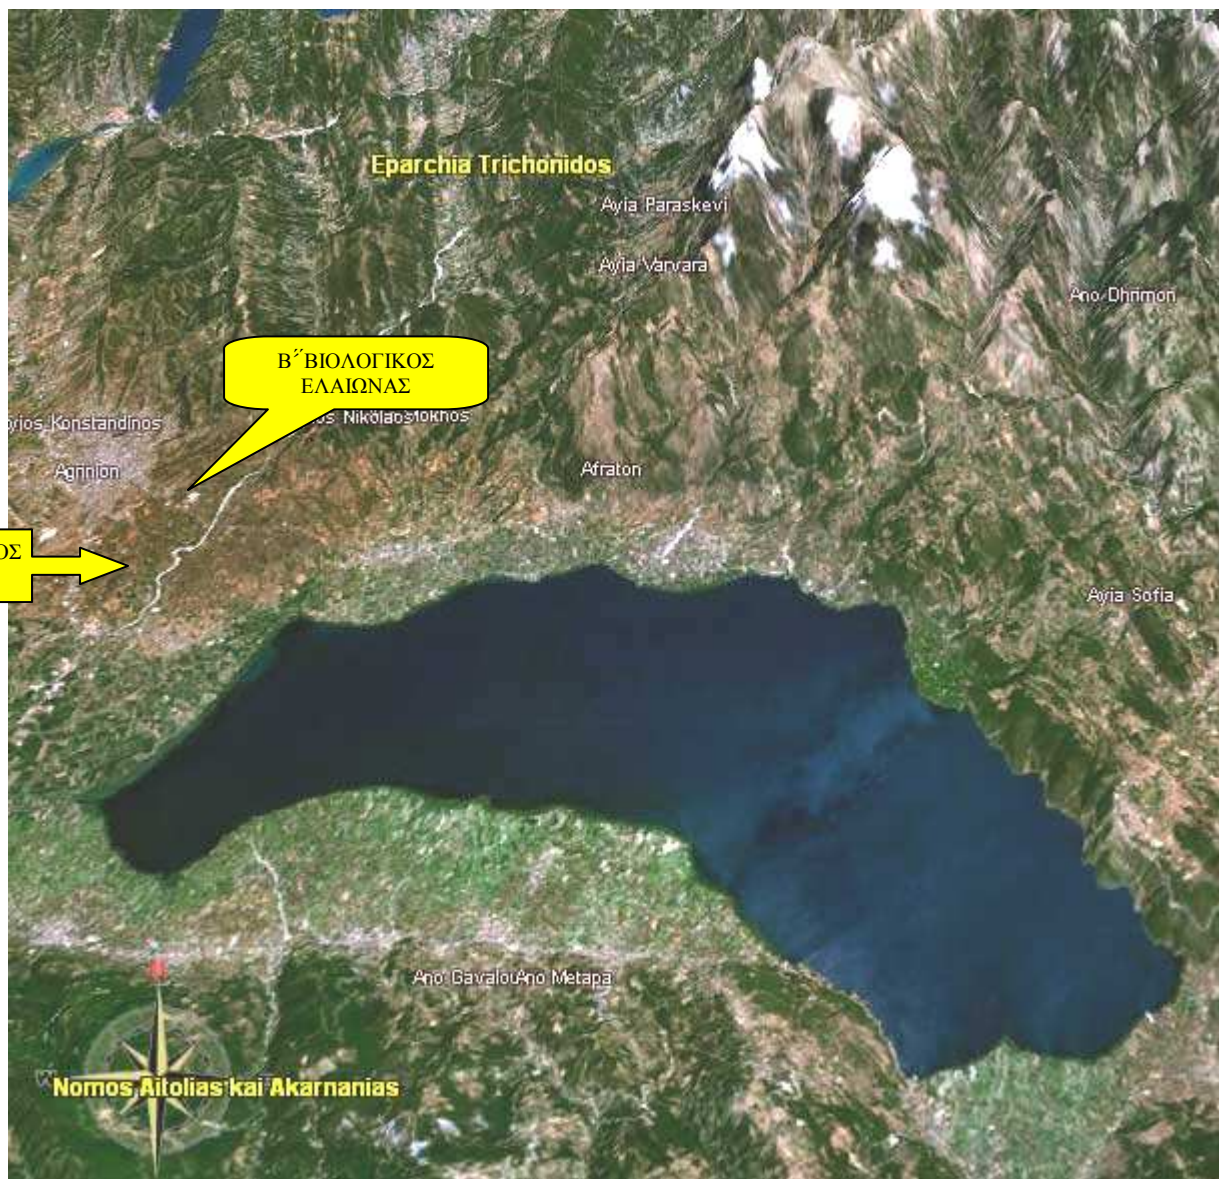 Eparchia Trichonidos
Ayia Paraskevi
Ayia Varvara
Ano Dhrimon
Β΄΄ΒΙΟΛΟΓΙΚΟΣ
ΕΛΑΙΩΝΑΣ
Konstandinos
Nikolaos
Agrinion
Afraton
ΟΣ
Ayia Sofia
Ano Gavalou
Ano Metapa
W
Nomos Aitolias kai Akarnanias